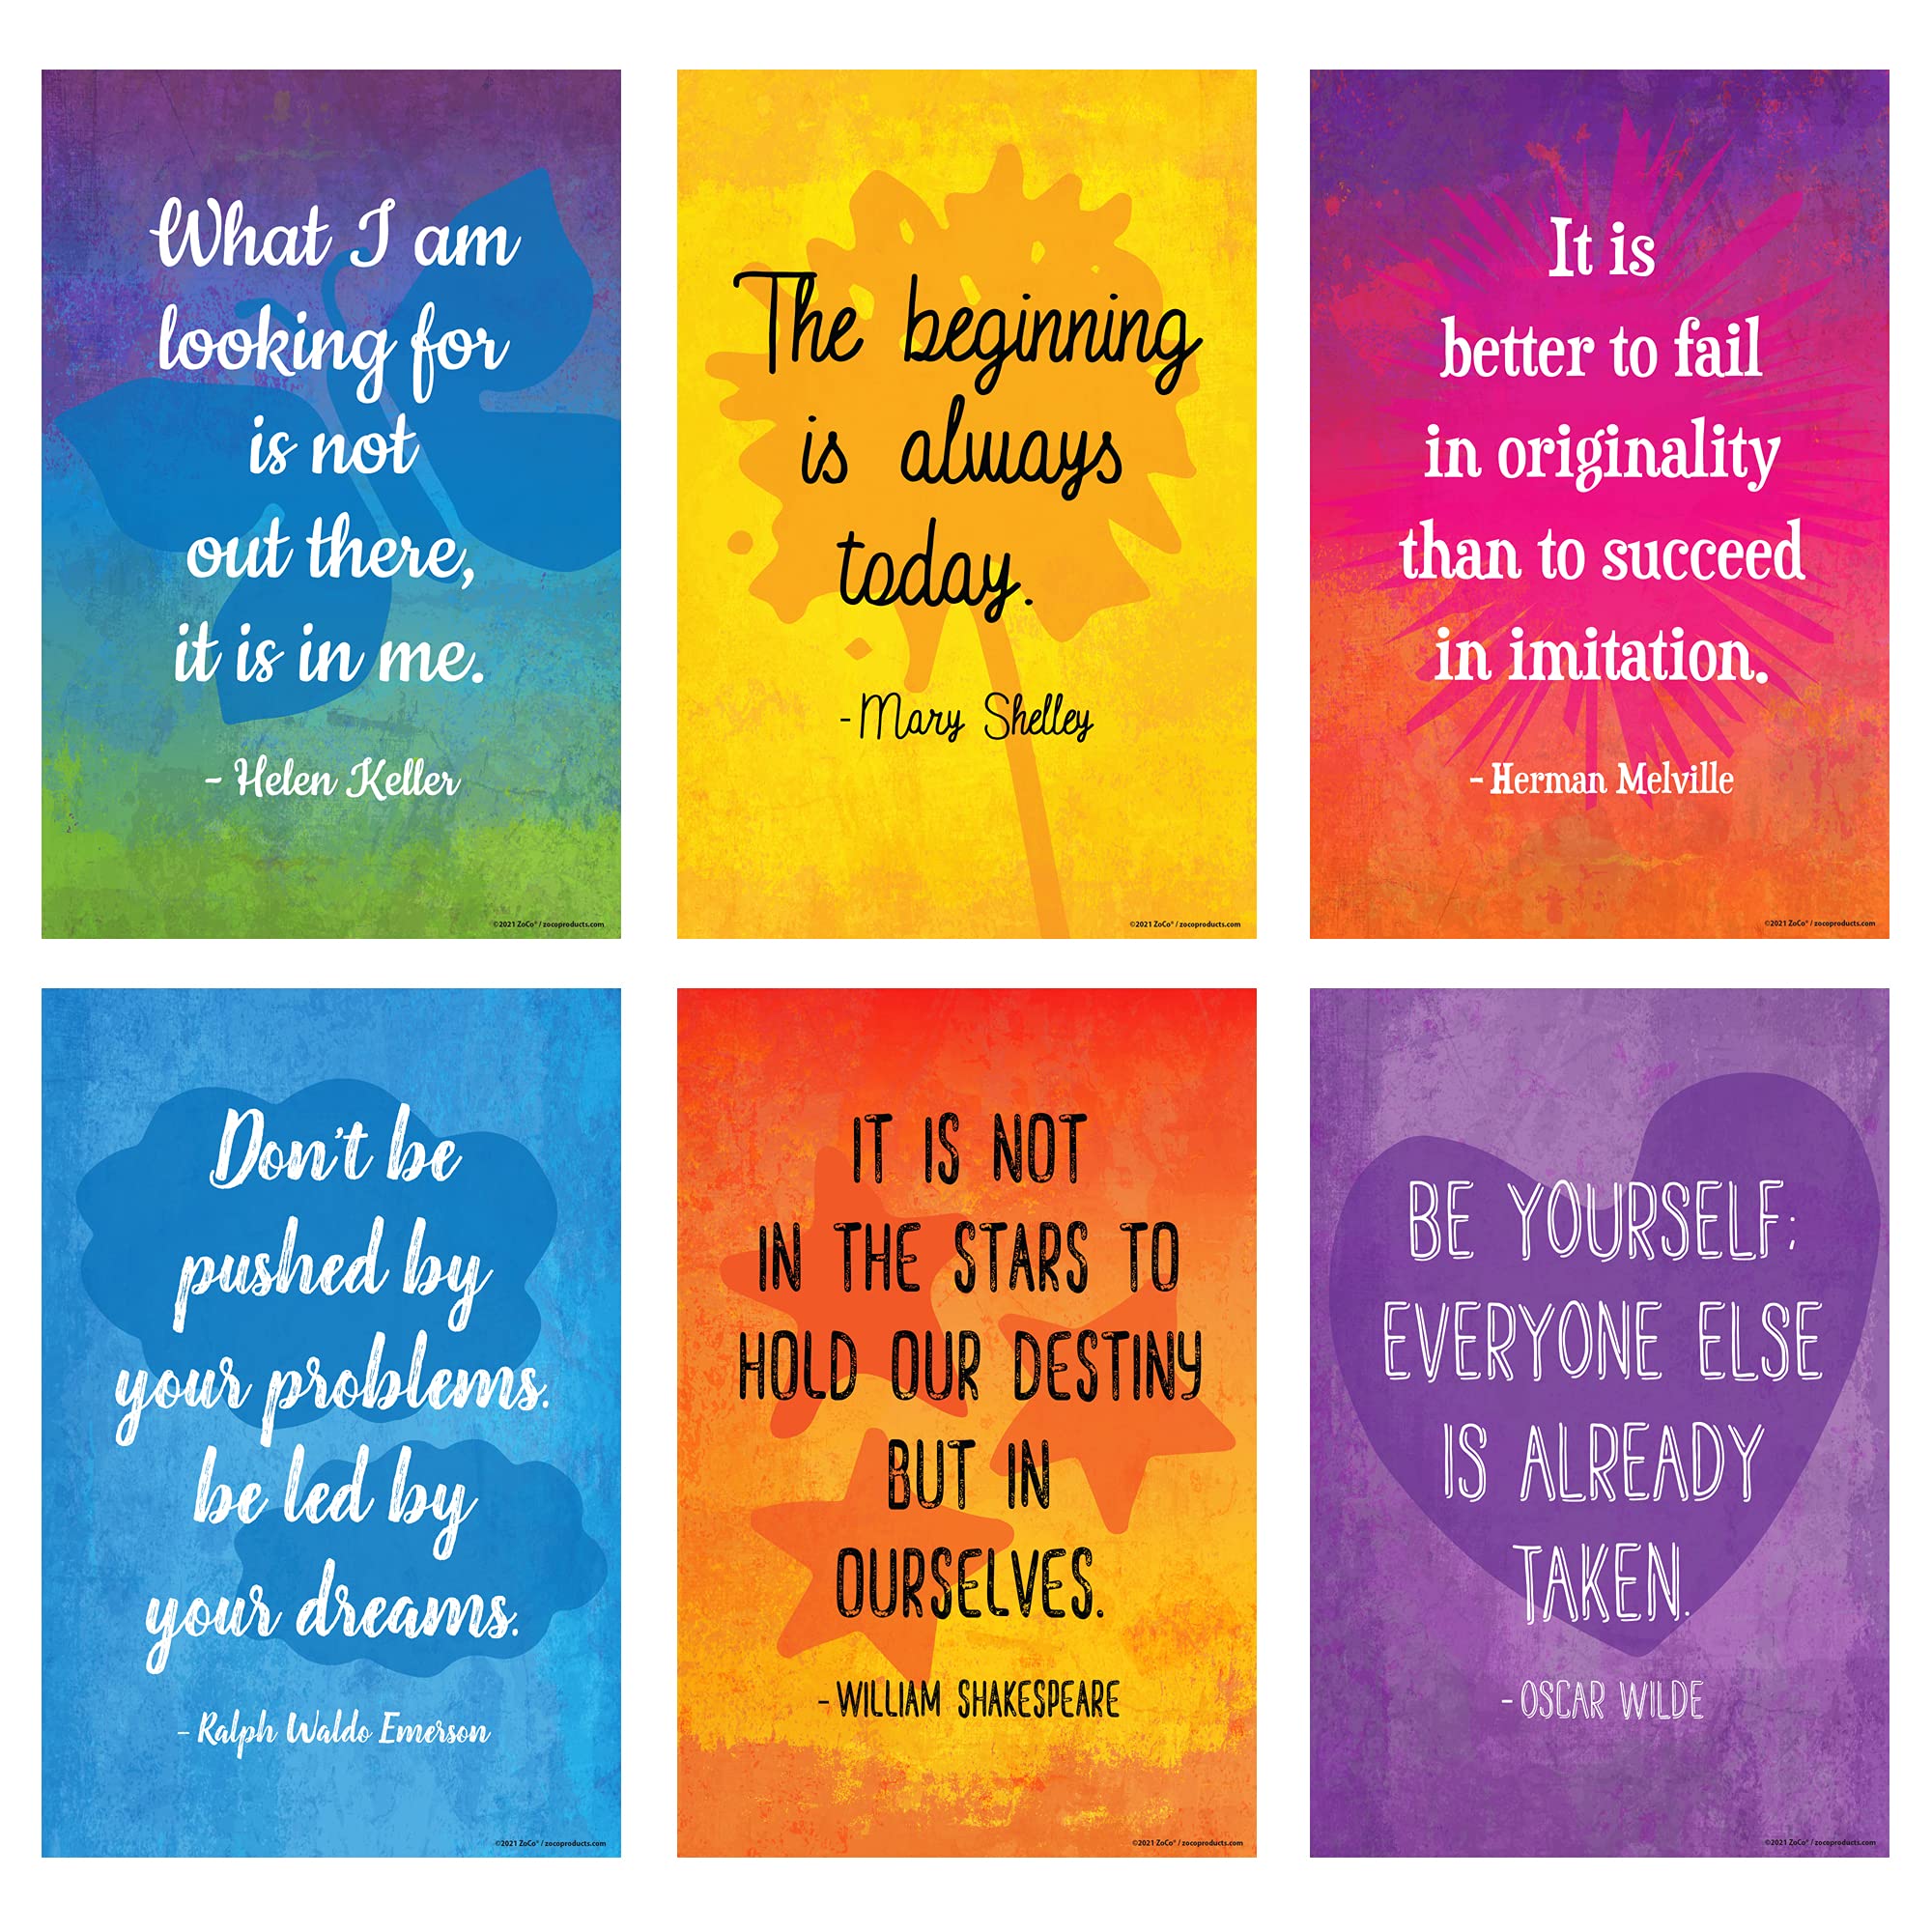 What I am
looking for
is not
out there,
it is in me.
- Helen Keller
©2021 ZoCo® / zocoproducts.com
The beginning
is always
today.
-Mary Shelley
©2021 ZoCo® / zocoproducts.com
It is
better to fail
in originality
than to succeed
in imitation.
- Herman Melville
©2021 ZoCo® / zocoproducts.com
Don't be
pushed by
your problems.
be led by
your dreams.
- Ralph Waldo Emerson
©2021 ZoCo® / zocoproducts.com
IT IS NOT
IN THE STARS TO
HOLD OUR DESTINY
BUT IN
OURSELVES.
- WILLIAM SHAKESPEARE
©2021 ZoCo® / zocoproducts.com
BE YOURSELF;
EVERYONE ELSE
IS ALREADY
TAKEN.
- OSCAR WILDE
©2021 ZoCo® / zocoproducts.com